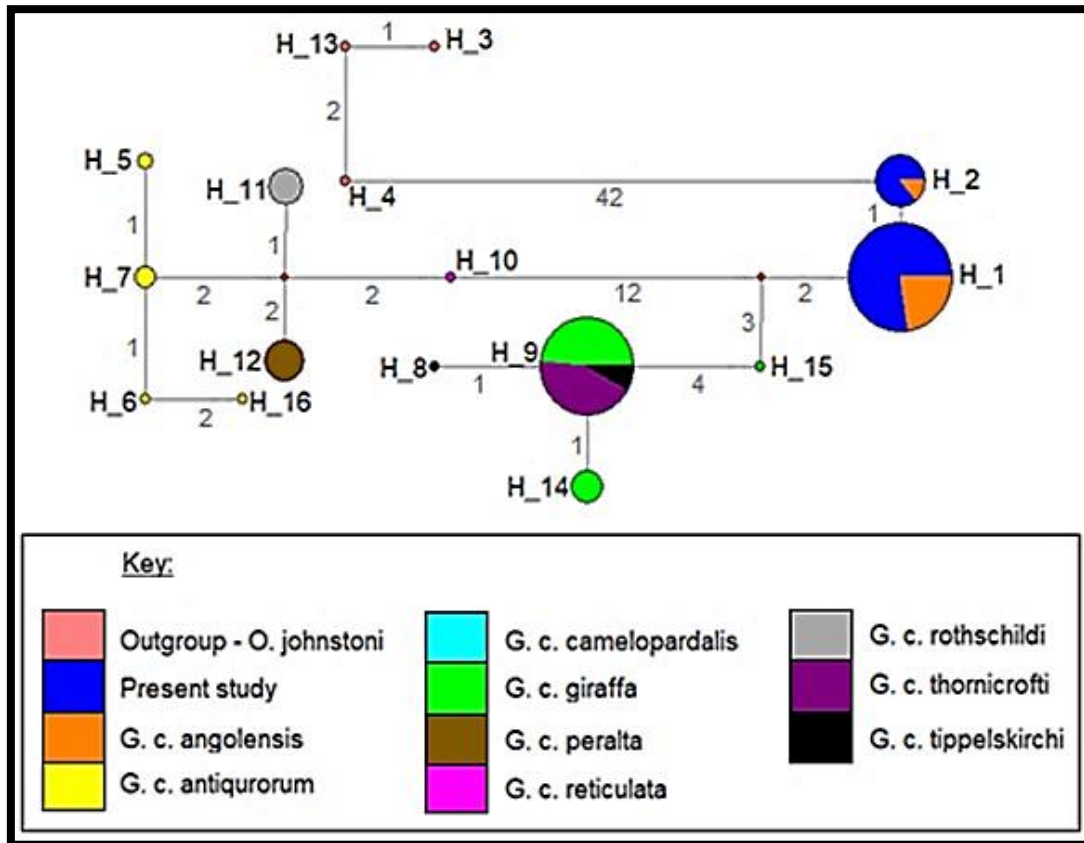 1
H_13
H_3
2
H_5
H_11
H_4
42
H_2
1
1
1
H_7
2
2
H_10
12
2
H_1
2
3
1
H_12
H_8
1
H_9
4
H_15
H_6
2
H_16
1
H_14
Key:
Outgroup - O. johnstoni
Present study
G. c. angolensis
G. c. antiqurorum
G. c. camelopardalis
G. c. giraffa
G. c. peralta
G. c. reticulata
G. c. rothschildi
G. c. thornicrofti
G. c. tippelskirchi